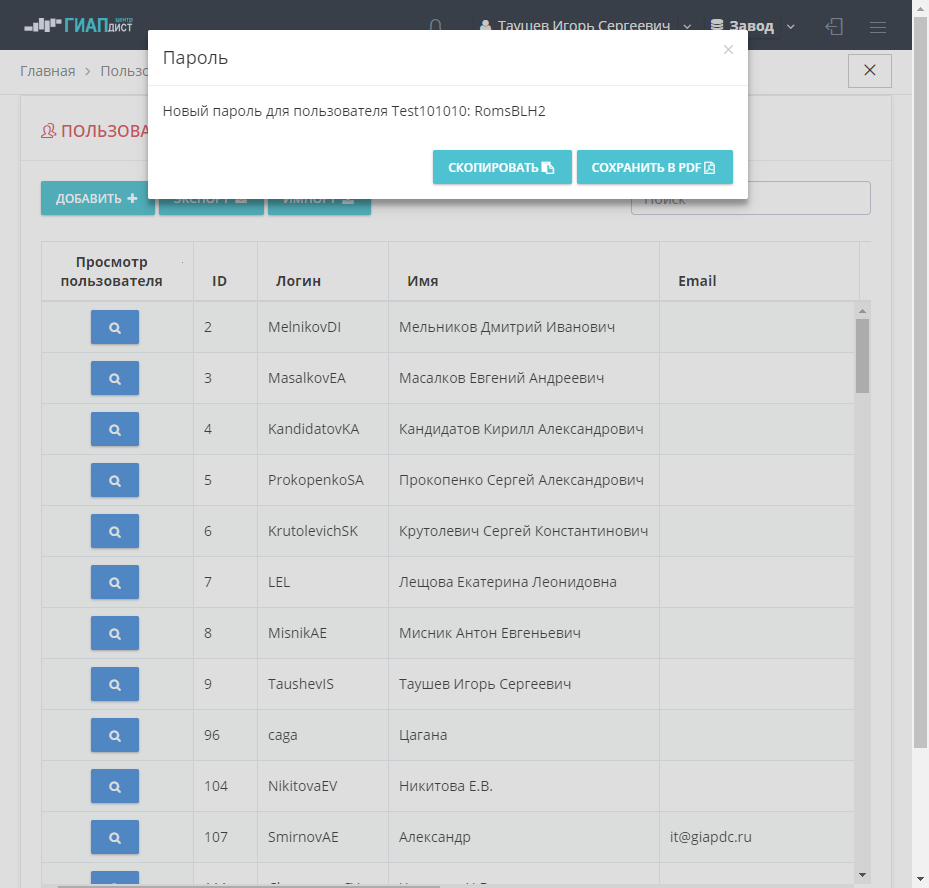 ГИАП центр ДИСТ
Таушев Игорь Сергеевич Завод
Главная > Пользо
Пароль
×
Новый пароль для пользователя Test101010: RomsBLH2
СКОПИРОВАТЬ СОХРАНИТЬ В PDF
ПОЛЬЗОВА
ДОБАВИТЬ + ЭКСПОРТ ИМПОРТ Поиск
Просмотр пользователя ID Логин Имя Email
2 MelnikovDI Мельников Дмитрий Иванович
3 MasalkovEA Масалков Евгений Андреевич
4 KandidatovKA Кандидатов Кирилл Александрович
5 ProkopenkoSA Прокопенко Сергей Александрович
6 KrutolevichSK Крутолевич Сергей Константинович
7 LEL Лещова Екатерина Леонидовна
8 MisnikAE Мисник Антон Евгеньевич
9 TaushevIS Таушев Игорь Сергеевич
96 caga Цагана
104 NikitovaEV Никитова Е.В.
107 SmirnovAE Александр it@giapdc.ru